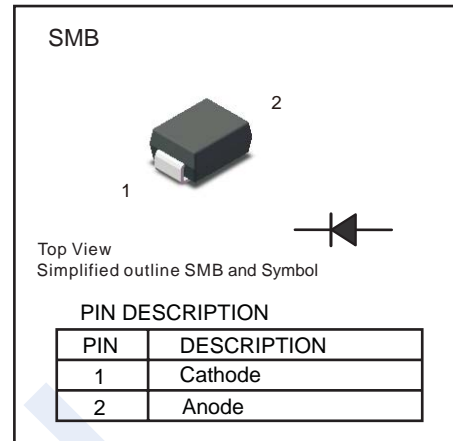 SMB
2
1
Top View
Simplified outline SMB and Symbol
PIN DESCRIPTION
PIN DESCRIPTION
1 Cathode
2 Anode